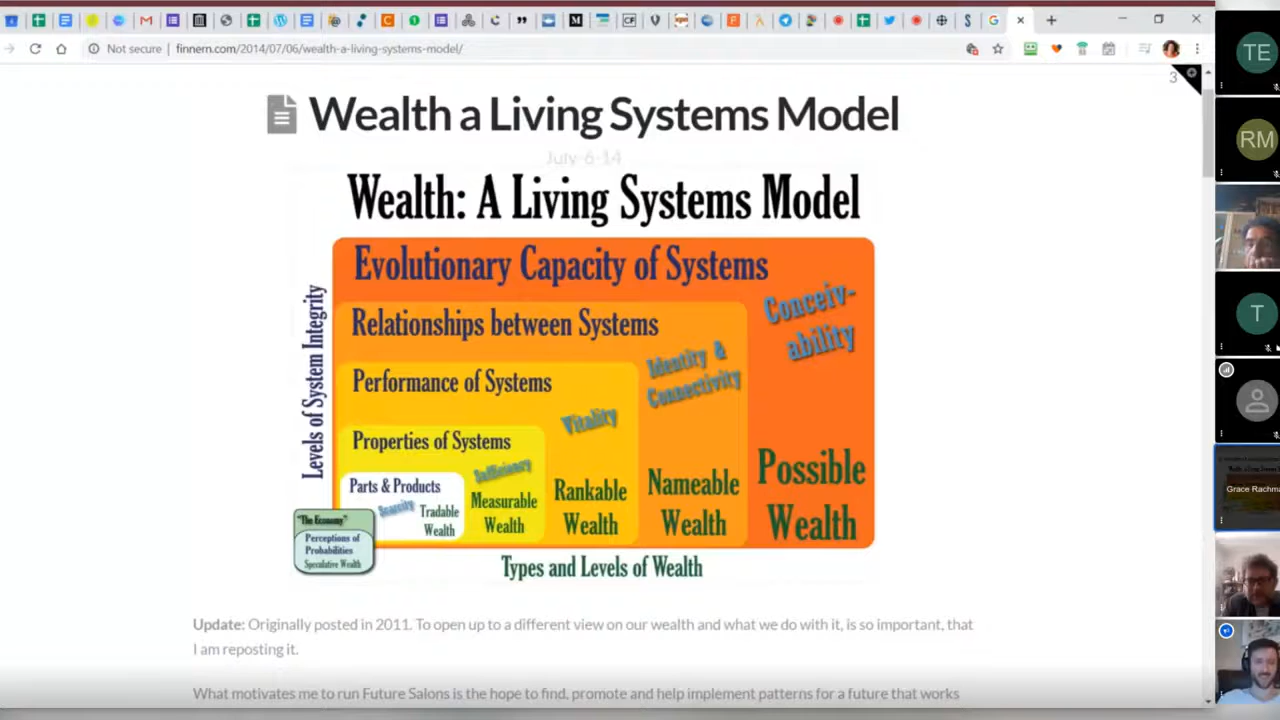 Not secure
finnern.com/2014/07/06/wealth-a-living-systems-model/
3
Wealth a Living Systems Model
July-6-14
Wealth: A Living Systems Model
Levels of System Integrity
Evolutionary Capacity of Systems
Conceiv-
ability
Relationships between Systems
Identity &
Connectivity
Performance of Systems
Vitality
Properties of Systems
Sufficiency
Parts & Products
Scarcity
Tradable
Wealth
Measurable
Wealth
Rankable
Wealth
Nameable
Wealth
Possible
Wealth
"The Economy"
Perceptions of
Probabilities
Speculative Wealth
Types and Levels of Wealth
Update: Originally posted in 2011. To open up to a different view on our wealth and what we do with it, is so important, that
I am reposting it.
What motivates me to run Future Salons is the hope to find, promote and help implement patterns for a future that works
TE
RM
T
Grace Rachm